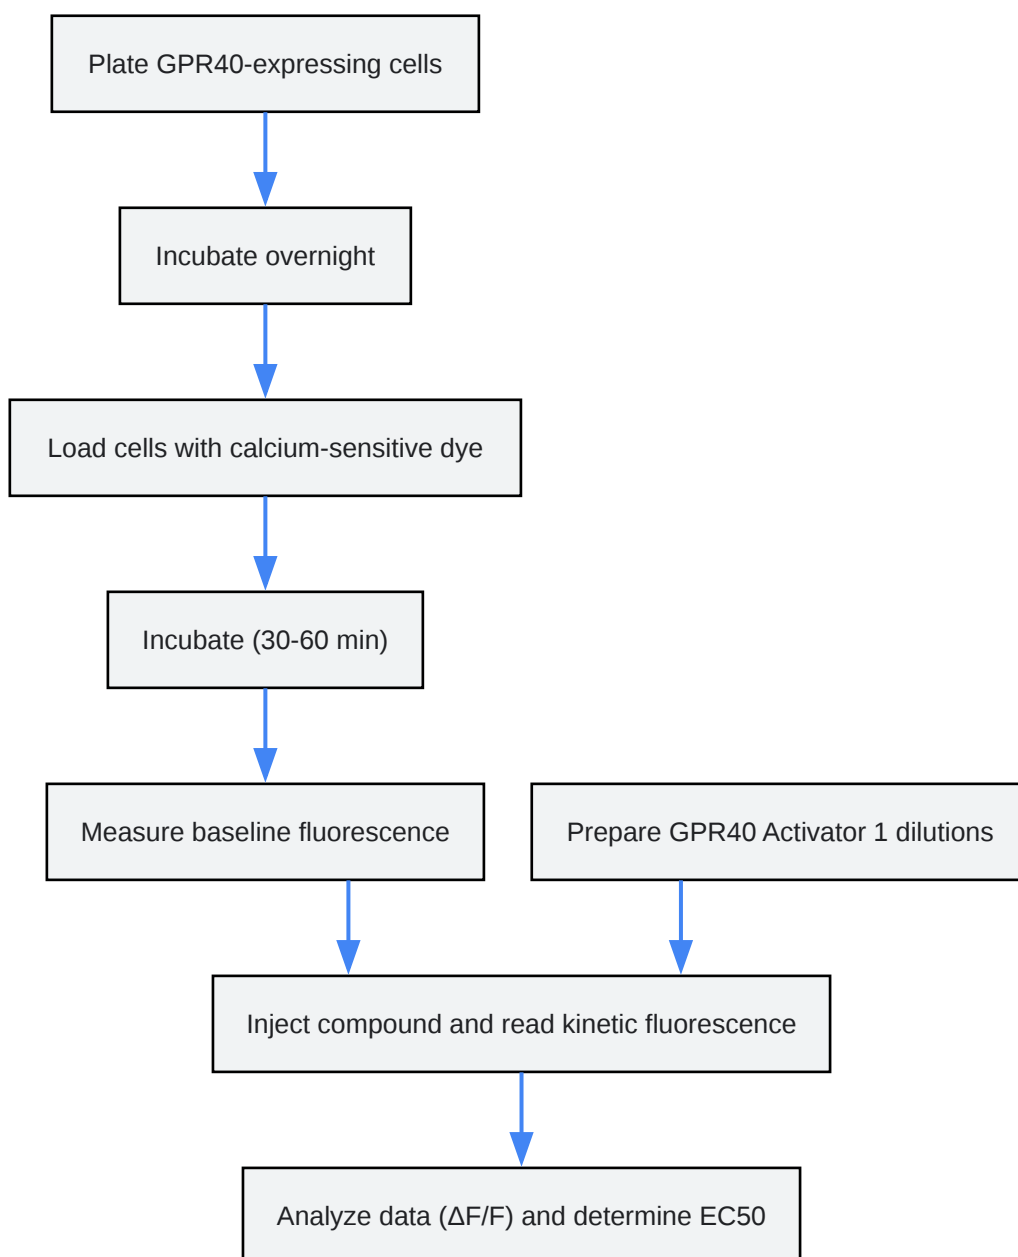 Plate GPR40-expressing cells
Incubate overnight
Load cells with calcium-sensitive dye
Incubate (30-60 min)
Measure baseline fluorescence
Prepare GPR40 Activator 1 dilutions
Inject compound and read kinetic fluorescence
Analyze data (ΔF/F) and determine EC50